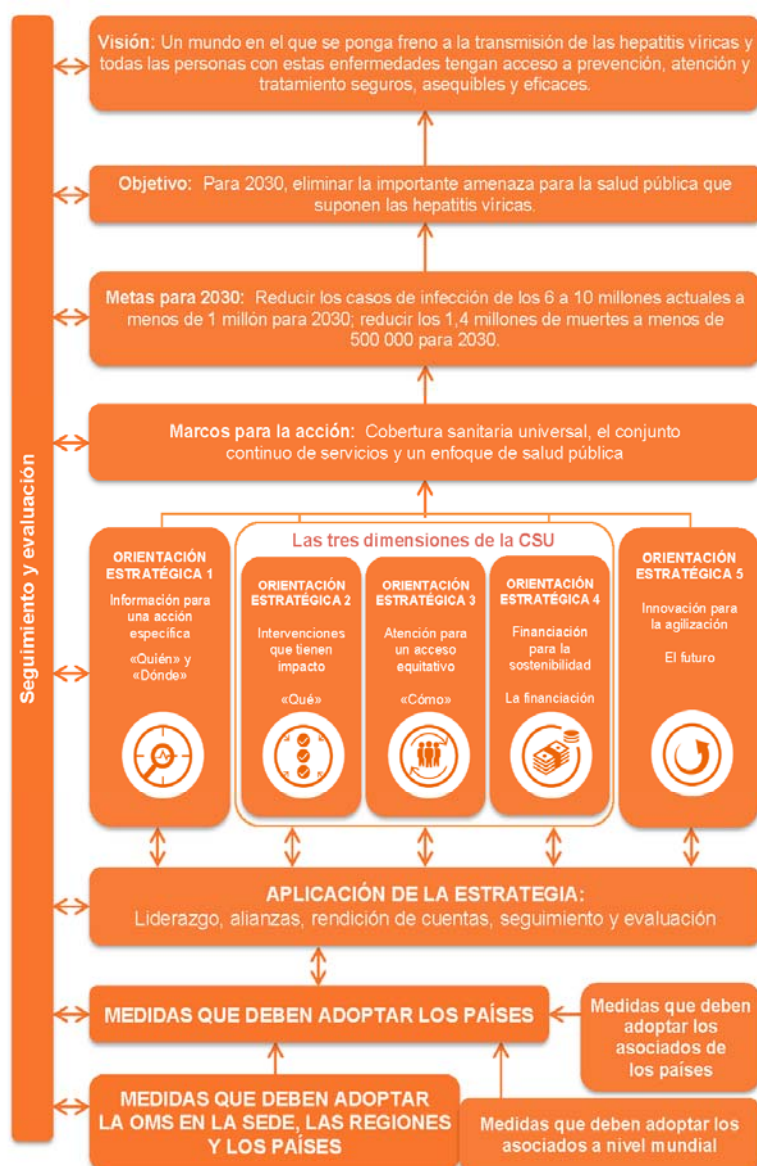 Seguimiento y evaluación
Visión: Un mundo en el que se ponga freno a la transmisión de las hepatitis víricas y
todas las personas con estas enfermedades tengan acceso a prevención, atención y
tratamiento seguros, asequibles y eficaces.
Objetivo: Para 2030, eliminar la importante amenaza para la salud pública que
suponen las hepatitis víricas.
Metas para 2030: Reducir los casos de infección de los 6 a 10 millones actuales a
menos de 1 millón para 2030; reducir los 1,4 millones de muertes a menos de
500 000 para 2030.
Marcos para la acción: Cobertura sanitaria universal, el conjunto
continuo de servicios y un enfoque de salud pública
Las tres dimensiones de la CSU
ORIENTACIÓN
ESTRATÉGICA 1
Información para
una acción
específica
«Quién» y
«Dónde»
ORIENTACIÓN
ESTRATÉGICA 2
Intervenciones
que tienen
impacto
«Qué»
ORIENTACIÓN
ESTRATÉGICA 3
Atención para
un acceso
equitativo
«Cómo»
ORIENTACIÓN
ESTRATÉGICA 4
Financiación
para la
sostenibilidad
La financiación
ORIENTACIÓN
ESTRATÉGICA 5
Innovación para
la agilización
El futuro
APLICACIÓN DE LA ESTRATEGIA:
Liderazgo, alianzas, rendición de cuentas, seguimiento y evaluación
MEDIDAS QUE DEBEN ADOPTAR LOS PAÍSES
Medidas que deben
adoptar los
asociados de
los países
MEDIDAS QUE DEBEN ADOPTAR
LA OMS EN LA SEDE, LAS REGIONES
Y LOS PAÍSES
Medidas que deben adoptar los
asociados a nivel mundial